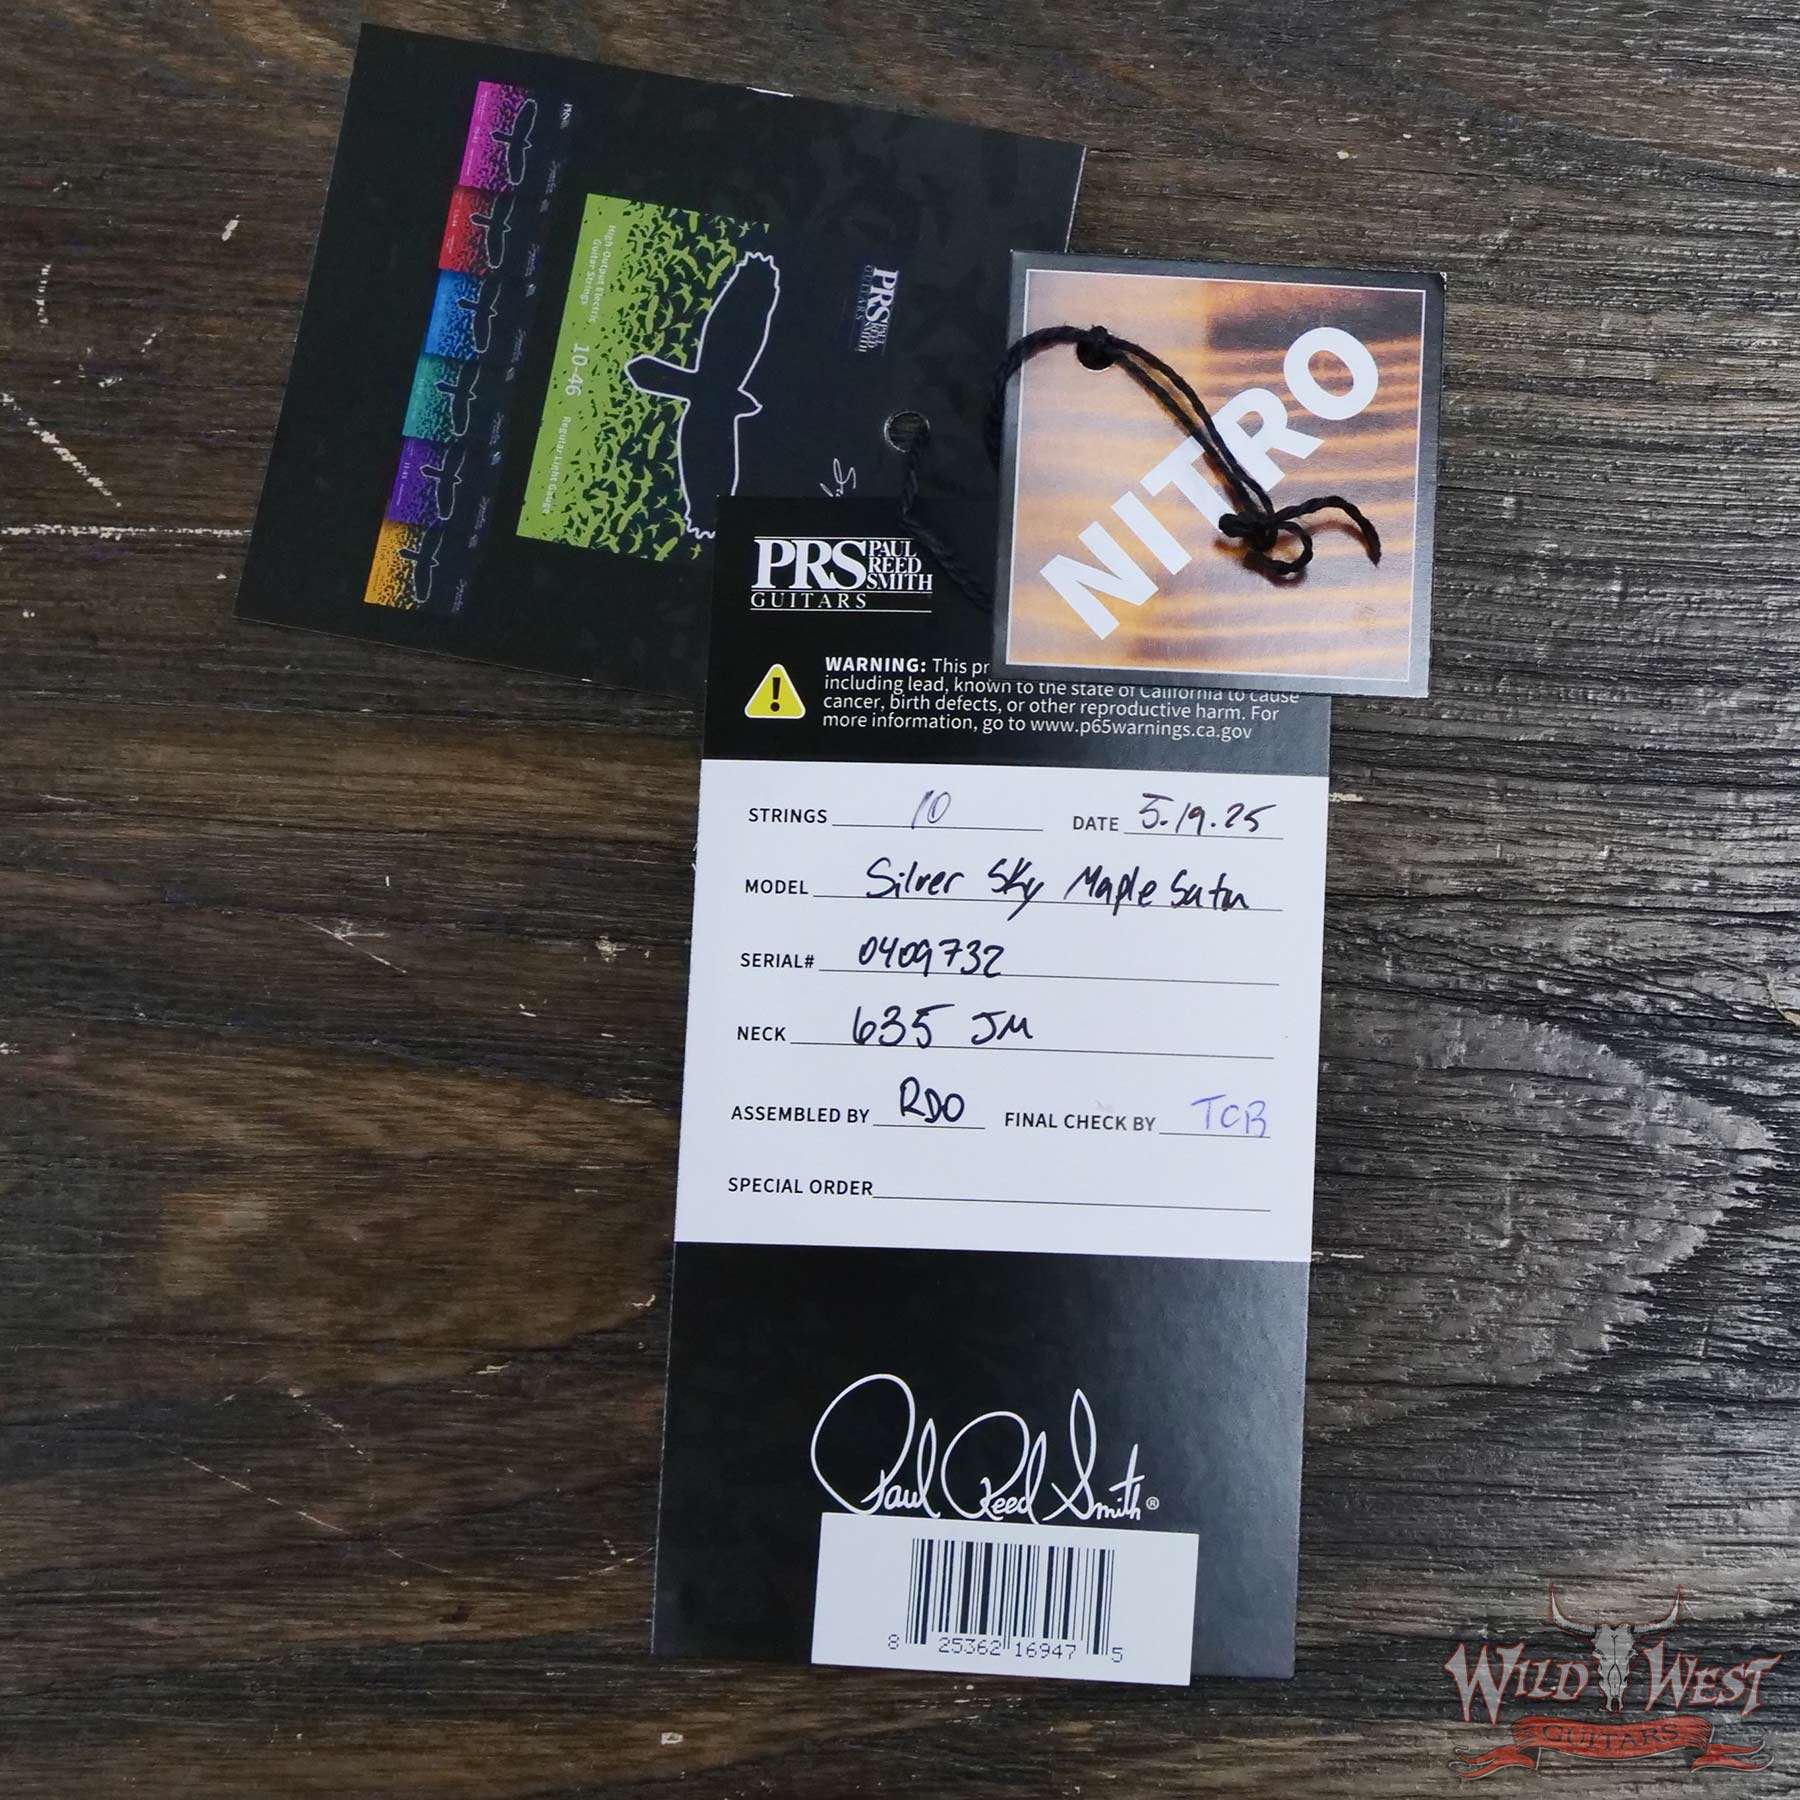 PRS PAUL REED SMITH
GUITARS
High-Output Electric
Guitar Strings
10-46
Regular/Light Gauge
NITRO
PRS PAUL REED SMITH
GUITARS
WARNING: This pr
including lead, known to the state of California to cause
cancer, birth defects, or other reproductive harm. For
more information, go to www.p65warnings.ca.gov
STRINGS 10 DATE 5.19.25
MODEL Silver Sky Maple Satin
SERIAL# 0409732
NECK 635 JM
ASSEMBLED BY RDO FINAL CHECK BY TCB
SPECIAL ORDER
Paul Reed Smith®
8 25362 16947 5
WILD WEST
GUITARS